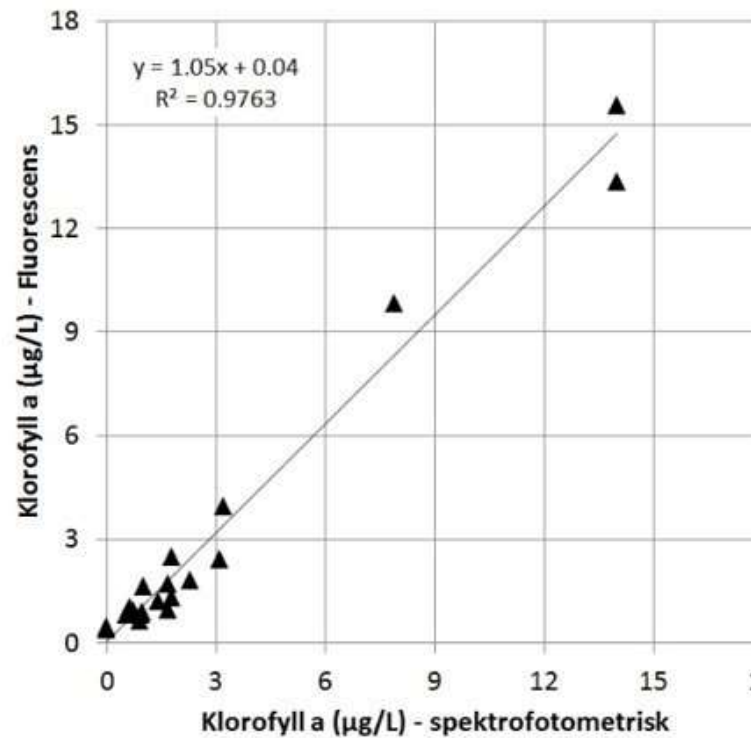 18
y = 1.05x + 0.04
R² = 0.9763
15
12
9
6
3
0
Klorofyll a (µg/L) - Fluorescens
0 3 6 9 12 15
Klorofyll a (µg/L) - spektrofotometrisk